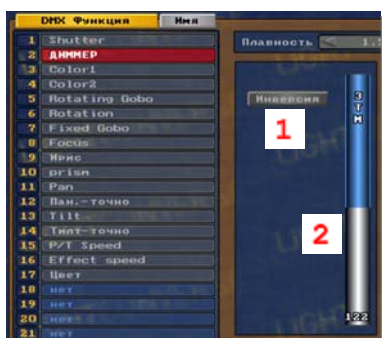 DMX Функция Имя
1 Shutter
2 ДИММЕР
3 Color1
4 Color2
5 Rotating Gobo
6 Rotation
7 Fixed Gobo
8 Focus
9 Ирис
10 prism
11 Pan
12 Пан.-точно
13 Tilt
14 Тилт-точно
15 P/T Speed
16 Effect speed
17 Цвет
18 нет
19 нет
20 нет
21 нет
Плавность < 1.
Инверсия
1
2
122